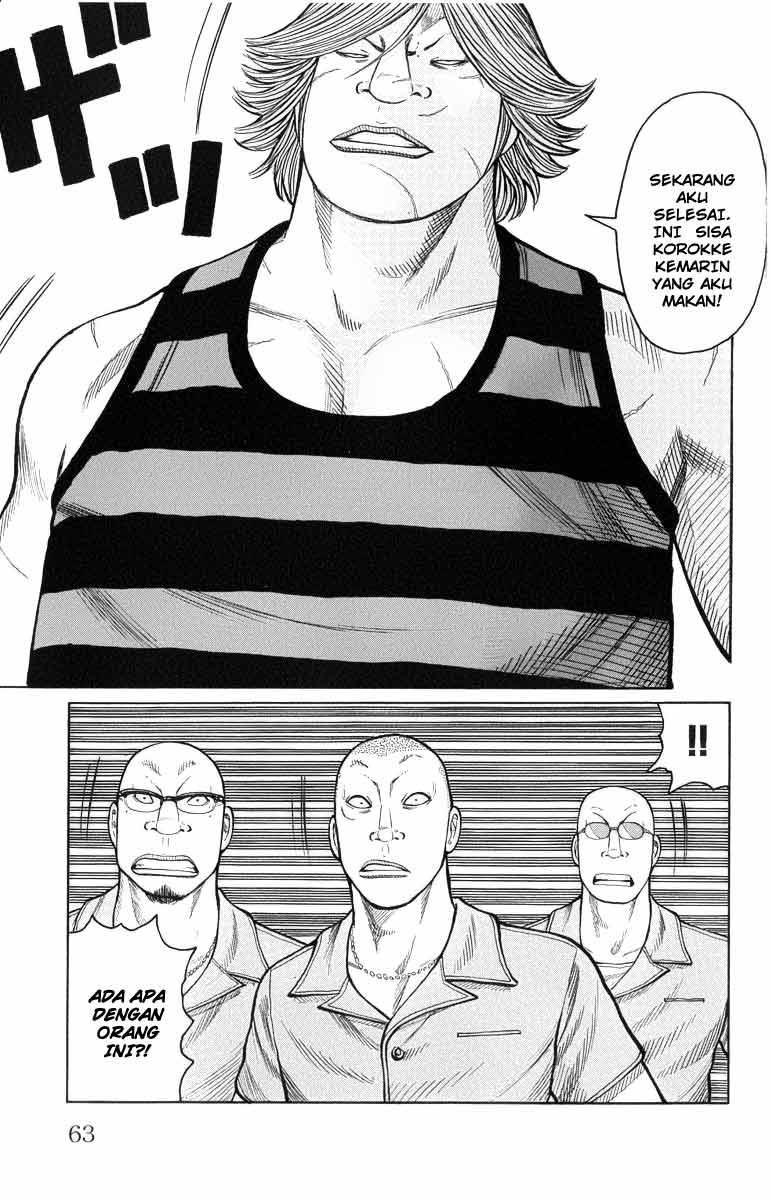 ザッ
SEKARANG
AKU
SELESAI.
INI SISA
KOROKKE
KEMARIN
YANG AKU
MAKAN!
!!
ADA APA
DENGAN
ORANG
INI?!
63